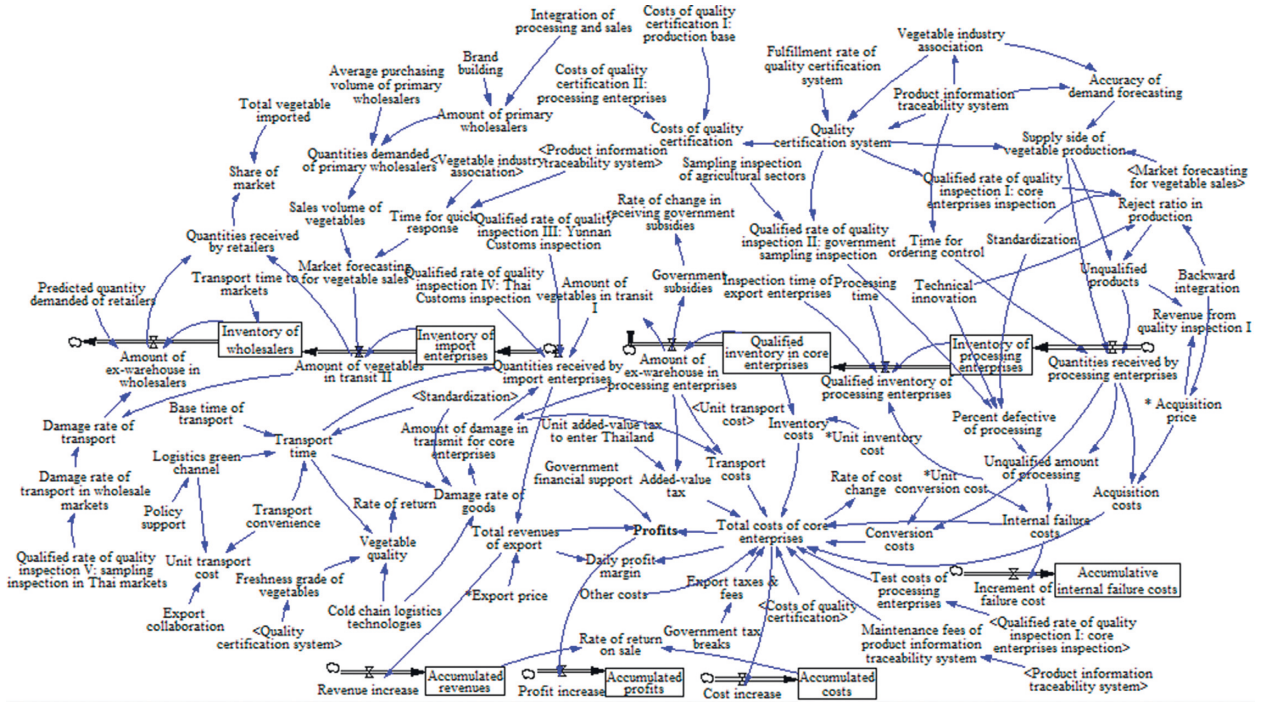 Integration of
processing and sales
Costs of quality
certification I:
production base
Brand
building
Average purchasing
volume of primary
wholesalers
Costs of quality
certification II:
processing enterprises
Fulfillment rate of
quality certification
system
Vegetable industry
association
Accuracy of
demand forecasting
Total vegetable
imported
Amount of primary
wholesalers
Product information
traceability system
Costs of quality
certification
Quality
certification system
Supply side of
vegetable production
Quantities demanded
of primary wholesalers
<Vegetable industry
association>
<Product information
traceability system>
Sampling inspection
of agricultural sectors
<Market forecasting
for vegetable sales>
Share of
market
Qualified rate of quality
inspection I: core
enterprises inspection
Sales volume of
vegetables
Time for quick
response
Qualified rate of quality
inspection III: Yunnan
Customs inspection
Rate of change in
receiving government
subsidies
Reject ratio in
production
Quantities received
by retailers
Qualified rate of quality
inspection II: government
sampling inspection
Time for
ordering control
Standardization
Transport time to
markets
Market forecasting
for vegetable sales
Qualified rate of quality
inspection IV: Thai
Customs inspection
Amount of
vegetables in transit
I
Government
subsidies
Inspection time of
export enterprises
Processing
time
Technical
innovation
Unqualified
products
Backward
integration
Predicted quantity
demanded of retailers
Revenue from
quality inspection I
Inventory of
wholesalers
Inventory of
import enterprises
Qualified
inventory in core
enterprises
Inventory of
processing enterprises
Amount of
ex-warehouse in
wholesalers
Amount of vegetables
in transit II
Quantities received by
import enterprises
Amount of
ex-warehouse in
processing enterprises
Qualified inventory of
processing enterprises
Quantities received by
processing enterprises
<Standardization>
<Unit transport
cost>
* Acquisition
price
Base time of
transport
Damage rate of
transport
Transport
time
Amount of damage in
transmit for core
enterprises
Unit added-value tax
to enter Thailand
Inventory
costs
*Unit inventory
cost
Percent defective
of processing
Logistics green
channel
Government
financial support
Added-value
tax
Transport
costs
Rate of cost
change
*Unit
conversion cost
Unqualified amount
of processing
Damage rate of
transport in wholesale
markets
Policy
support
Transport
convenience
Rate of return
Damage rate of
goods
Acquisition
costs
Total revenues
of export
Profits
Total costs of core
enterprises
Conversion
costs
Internal failure
costs
Qualified rate of quality
inspection V: sampling
inspection in Thai markets
Unit transport
cost
Vegetable
quality
Daily profit
margin
Freshness grade of
vegetables
*Export price
Other costs
Export taxes &
fees
Test costs of
processing
enterprises
Increment of
failure cost
Accumulative
internal failure costs
Export
collaboration
Cold chain logistics
technologies
<Costs of quality
certification>
<Quality
certification system>
Government tax
breaks
Maintenance fees of
product information
traceability system
<Qualified rate of quality
inspection I: core
enterprises inspection>
Rate of return
on sale
<Product information
traceability system>
Revenue increase
Accumulated
revenues
Profit increase
Accumulated
profits
Cost increase
Accumulated
costs